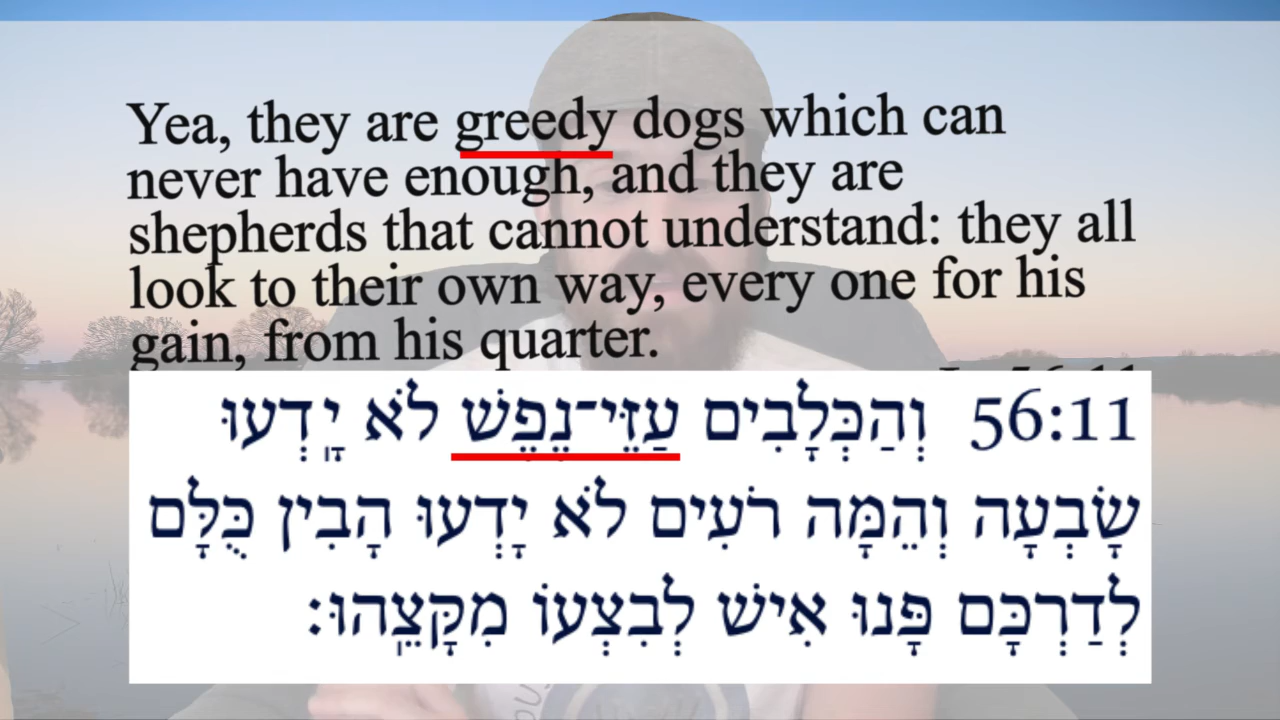 Yea, they are greedy dogs which can
never have enough, and they are
shepherds that cannot understand: they all
look to their own way, every one for his
gain, from his quarter.
56:11 וְהַכְּלָבִים עַזֵּי־נֶפֶשׁ לֹא יָדְעוּ
שָׂבְעָה וְהֵמָּה רֹעִים לֹא יָדְעוּ הָבִין כֻּלָּם
לְדַרְכָּם פָּנוּ אִישׁ לְבִצְעוֹ מִקָּצֵהוּ׃